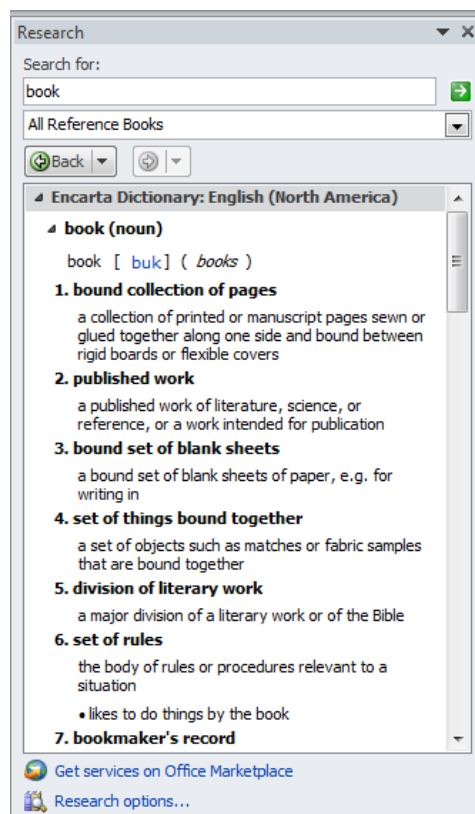 Research
Search for:
book
All Reference Books
Back
Encarta Dictionary: English (North America)
book (noun)
book [ buk] ( books )
1. bound collection of pages
a collection of printed or manuscript pages sewn or
glued together along one side and bound between
rigid boards or flexible covers
2. published work
a published work of literature, science, or
reference, or a work intended for publication
3. bound set of blank sheets
a bound set of blank sheets of paper, e.g. for
writing in
4. set of things bound together
a set of objects such as matches or fabric samples
that are bound together
5. division of literary work
a major division of a literary work or of the Bible
6. set of rules
the body of rules or procedures relevant to a
situation
• likes to do things by the book
7. bookmaker's record
Get services on Office Marketplace
Research options...